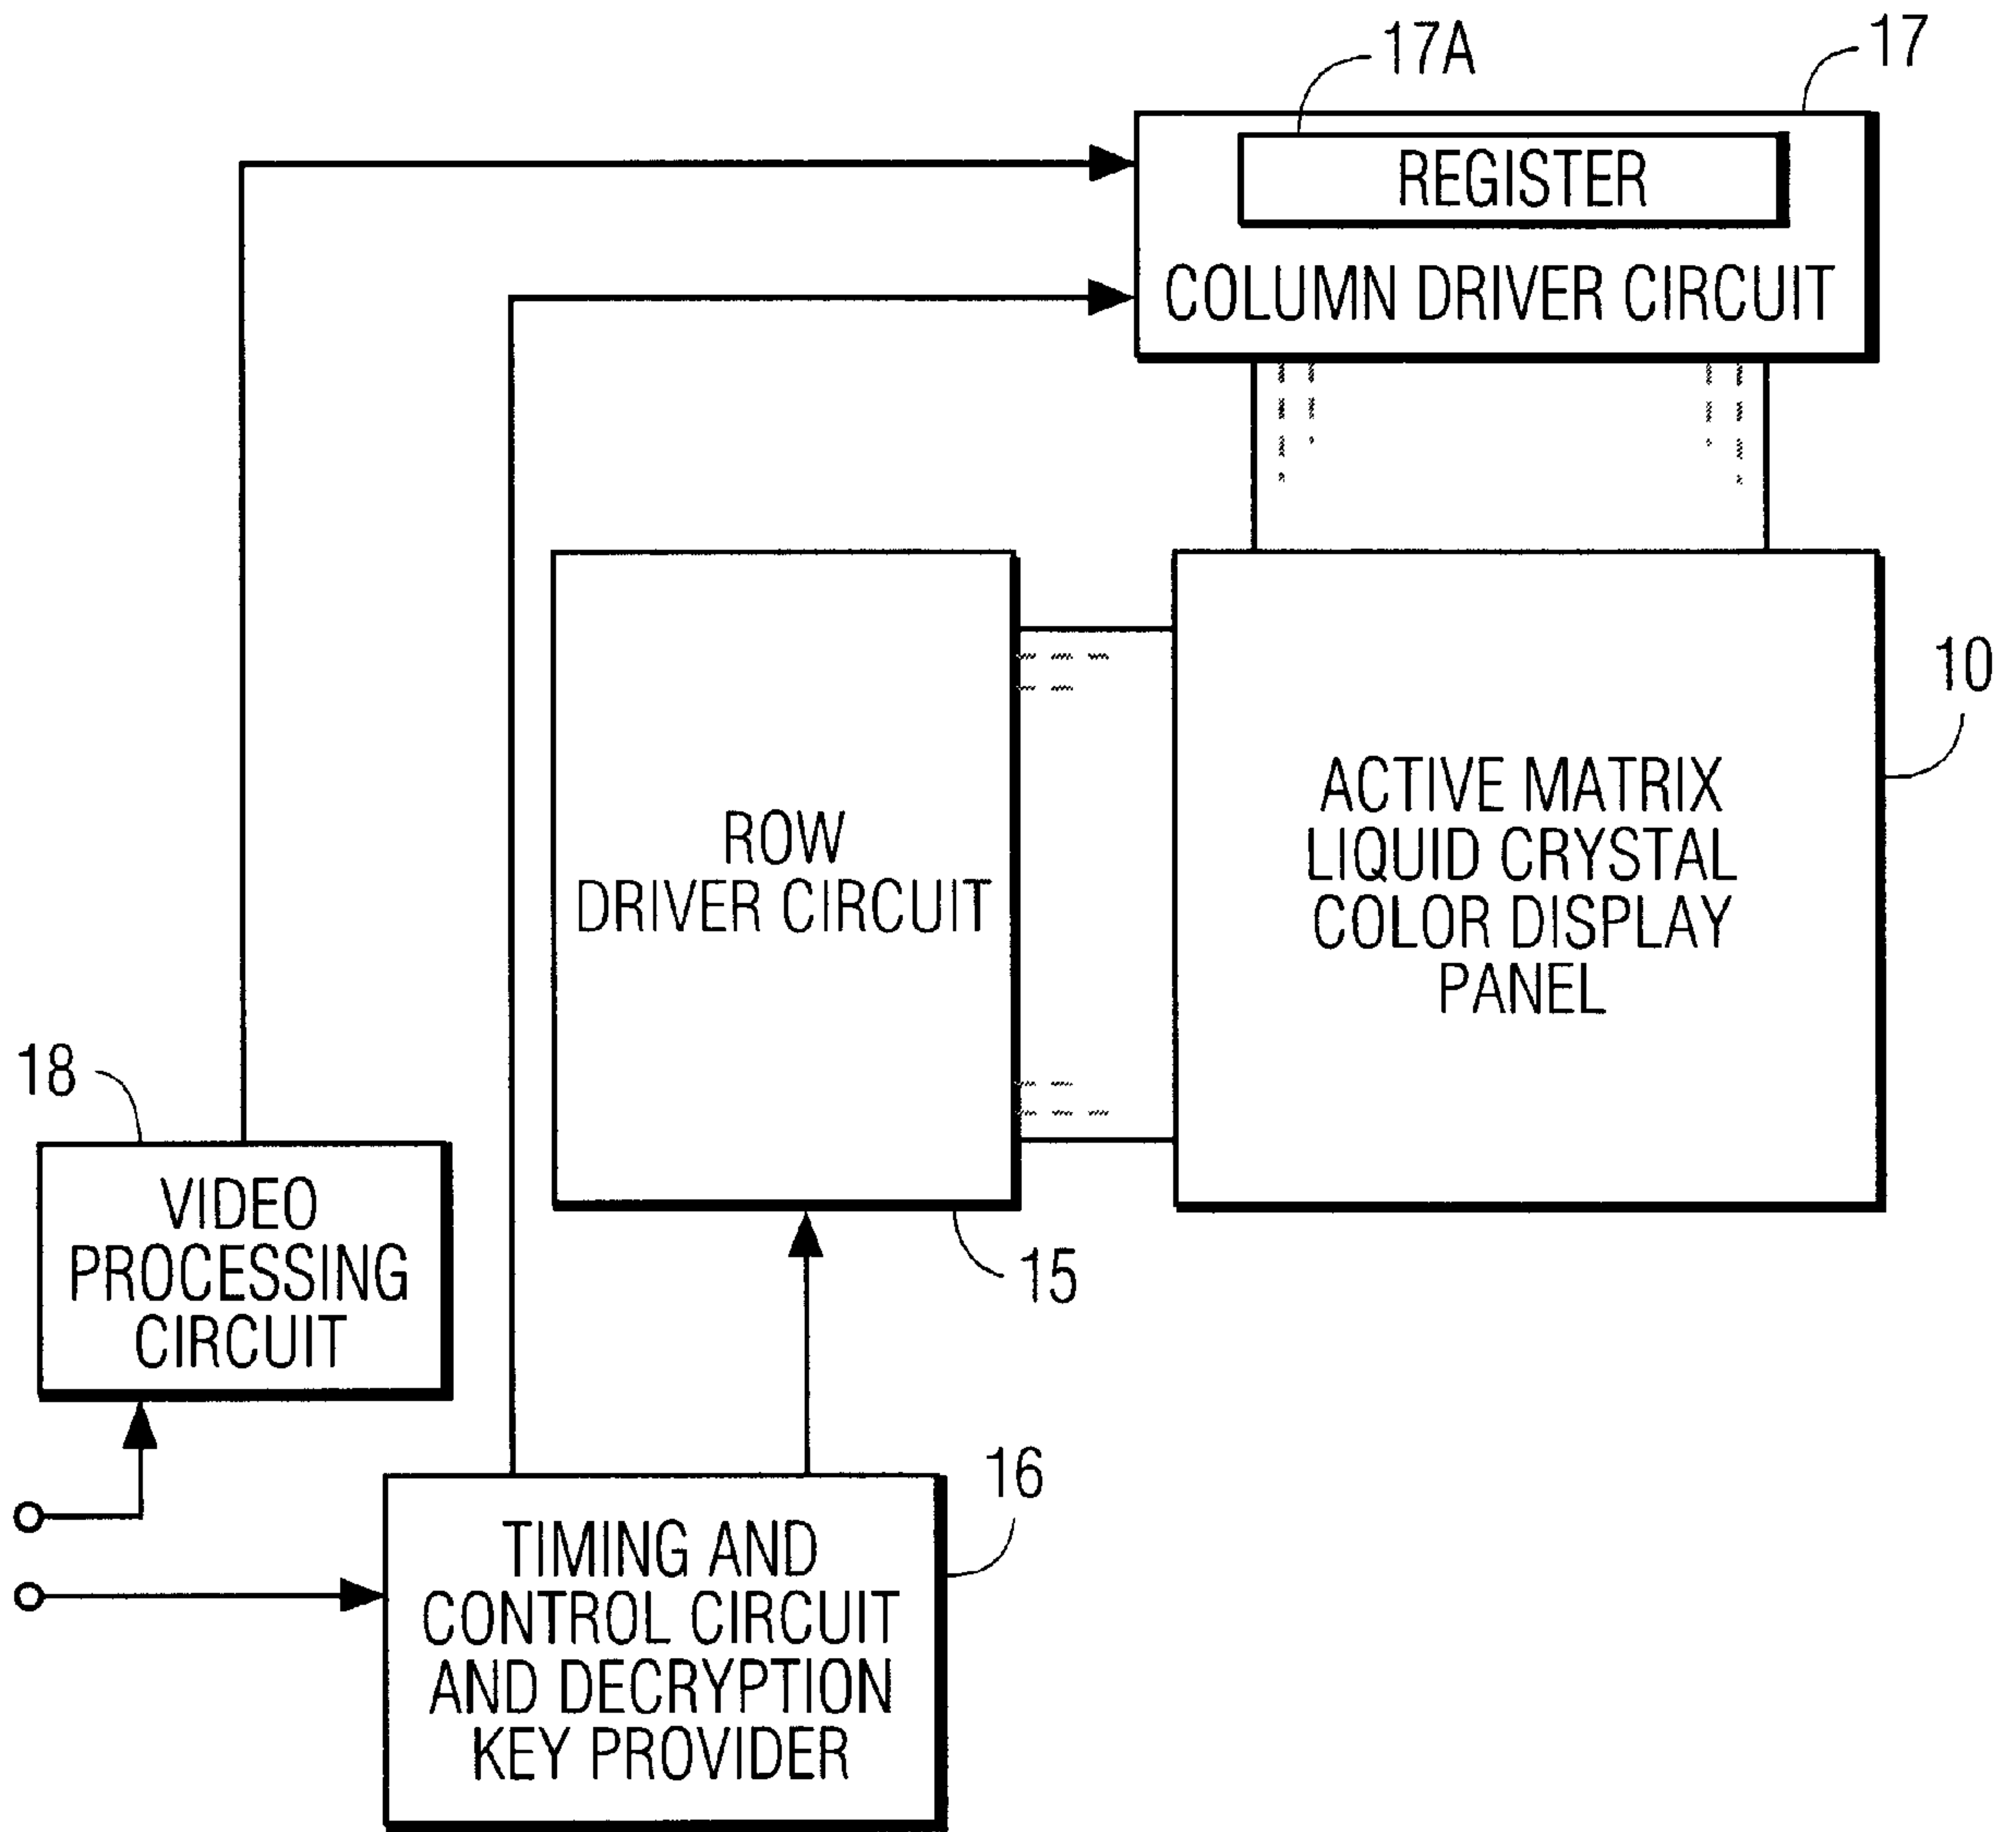 17A
17
REGISTER
COLUMN DRIVER CIRCUIT
10
ROW
DRIVER CIRCUIT
ACTIVE MATRIX
LIQUID CRYSTAL
COLOR DISPLAY
PANEL
18
VIDEO
PROCESSING
CIRCUIT
15
16
TIMING AND
CONTROL CIRCUIT
AND DECRYPTION
KEY PROVIDER